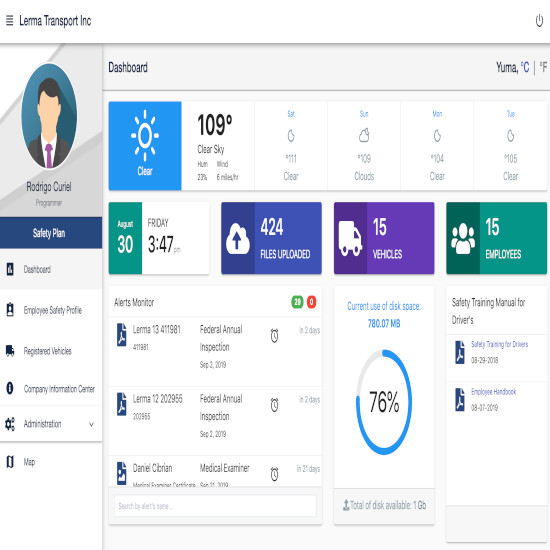 Lerma Transport Inc
Rodrigo Curiel
Programmer
Safety Plan
Dashboard
Employee Safety Profile
Registered Vehicles
Company Information Center
Administration
Map
Dashboard
Yuma, °C | °F
Clear
109°
Clear Sky
Hum Wind
23% 6 miles/hr
Sat
°111
Clear
Sun
°109
Clouds
Mon
°104
Clear
Tue
°105
Clear
August
30
FRIDAY
3:47 pm
424
FILES UPLOADED
15
VEHICLES
15
EMPLOYEES
Alerts Monitor
29 0
Lerma 13 411981
411981
Federal Annual
Inspection
Sep 2, 2019
in 2 days
Lerma 12 202955
202955
Federal Annual
Inspection
Sep 2, 2019
in 2 days
Daniel Cibrian
Medical Examiner Certificate
Medical Examiner
Sep 21, 2019
in 21 days
Search by alert's name...
Current use of disk space:
780.07 MB
76%
Total of disk available: 1 Gb
Safety Training Manual for
Driver's
Safety Training for Drivers
08-29-2018
Employee Handbook
08-07-2019